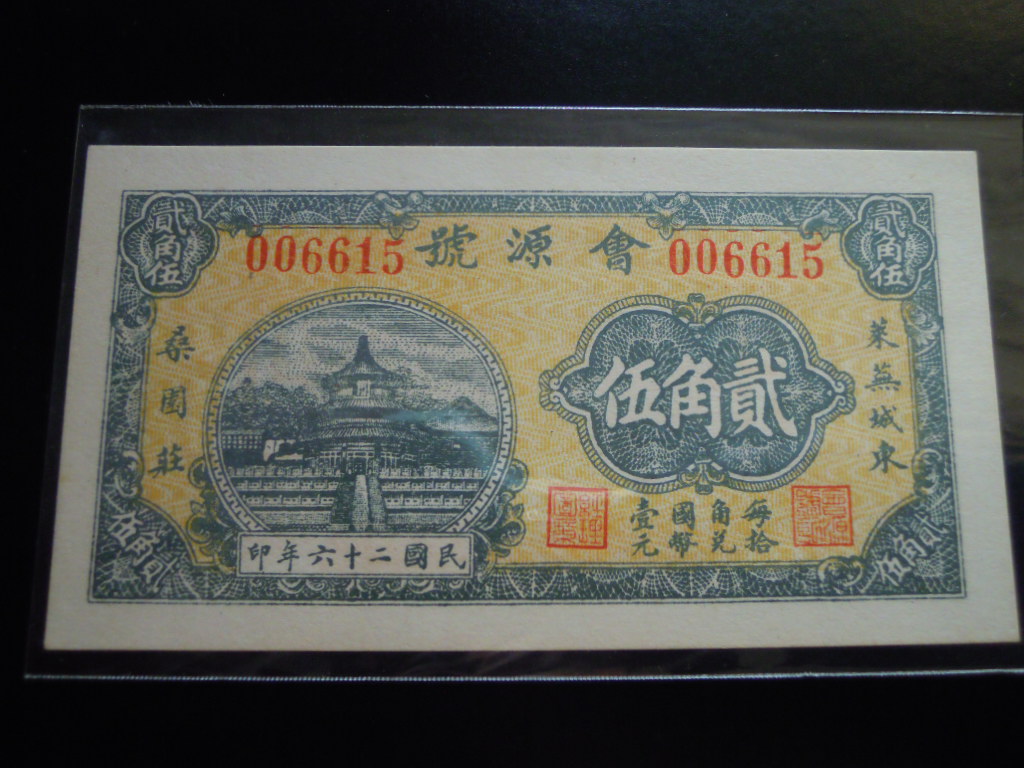 貳角伍
006615
會源號
006615
貳角伍
萊蕪城東
貳角伍
桑園莊
每拾
角兌
國幣
壹元
民國二十六年印
貳角伍
貳角伍